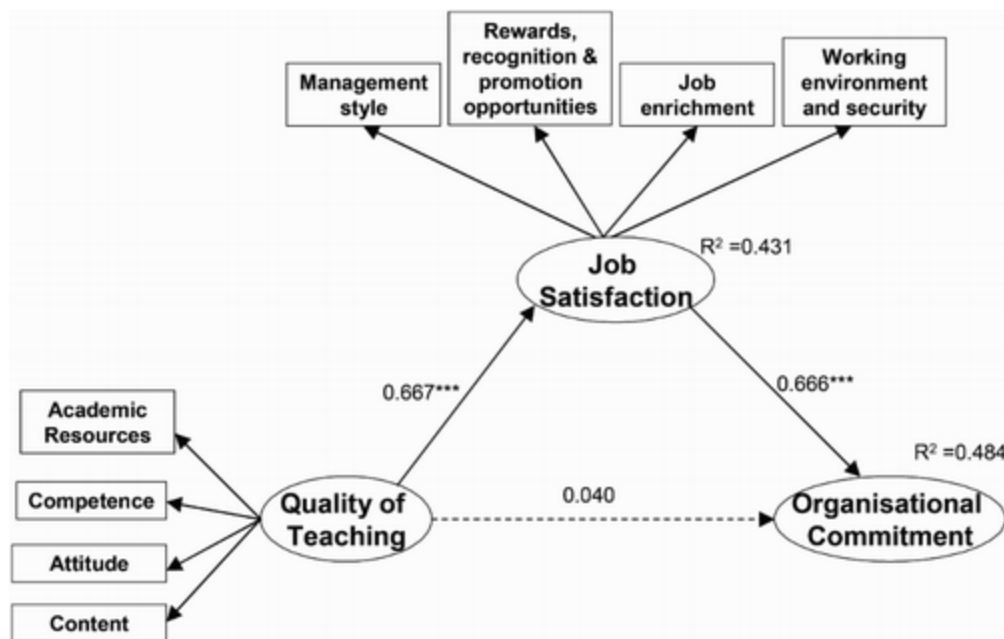 Management
style
Rewards,
recognition &
promotion
opportunities
Job
enrichment
Working
environment
and security
R² =0.431
Job
Satisfaction
0.667***
0.666***
Academic
Resources
Competence
Attitude
Content
Quality of
Teaching
0.040
R² =0.484
Organisational
Commitment